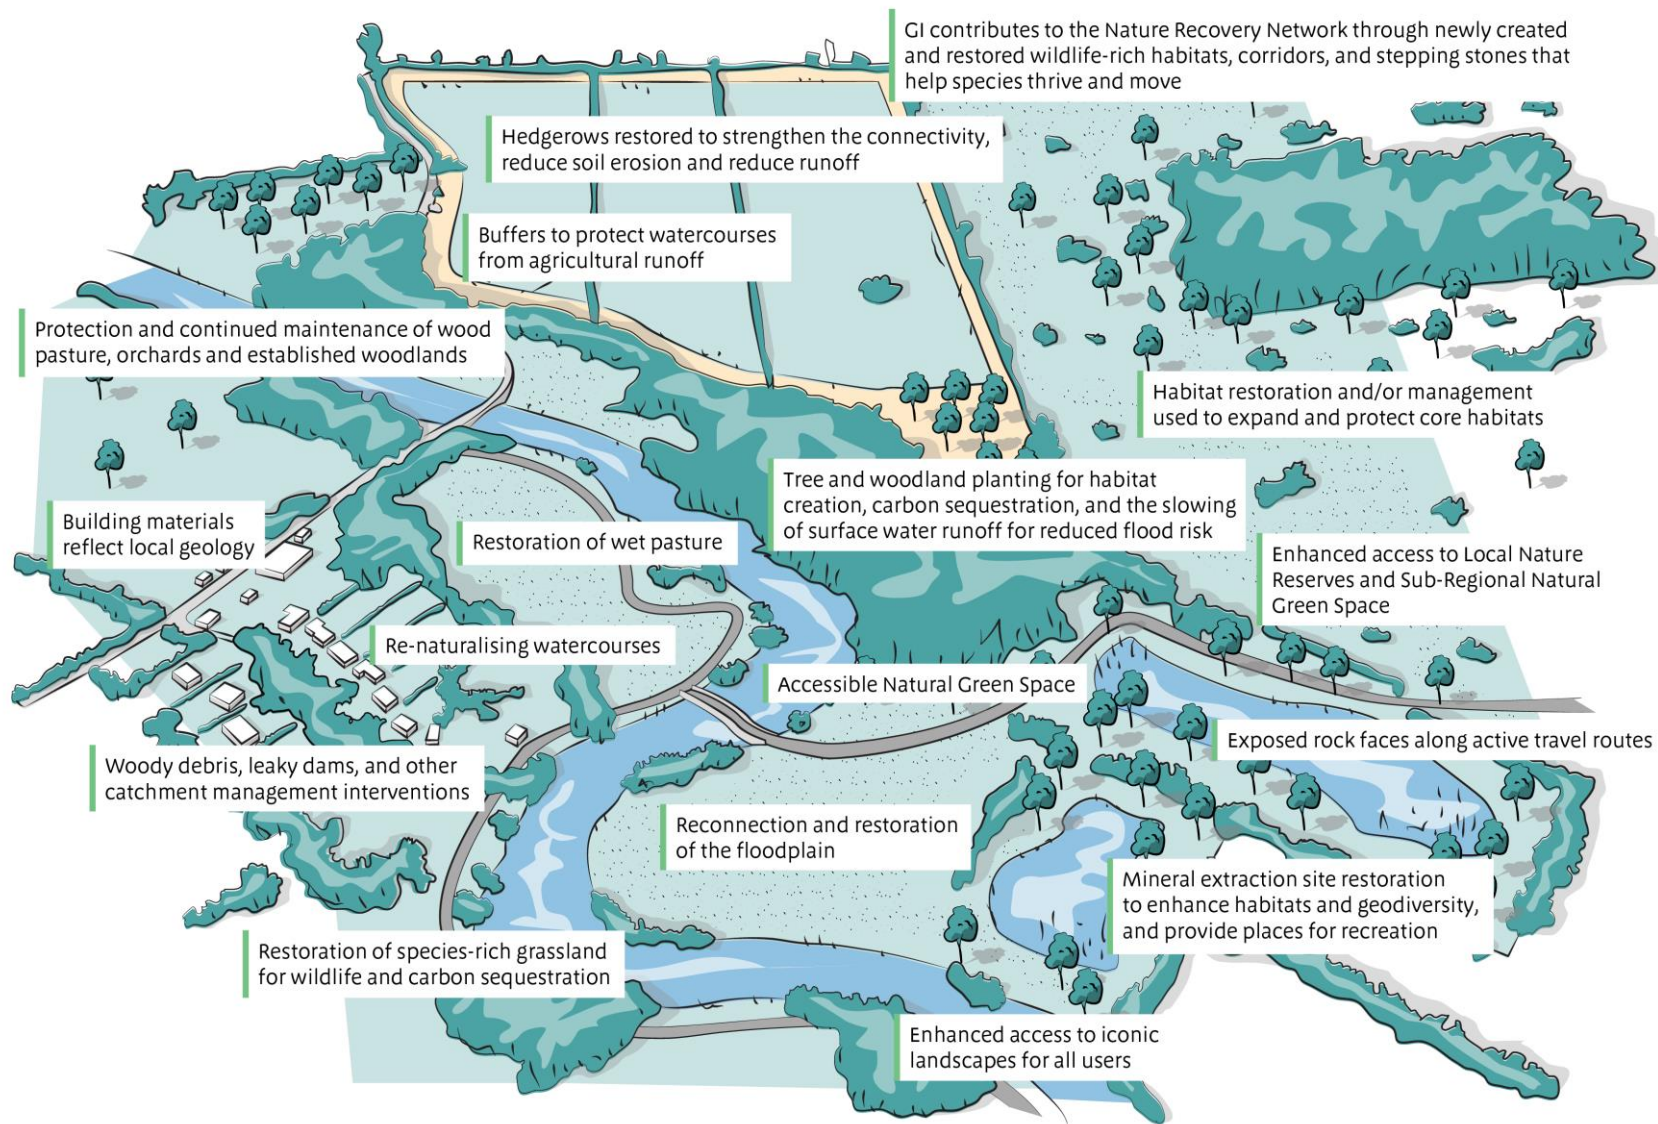 GI contributes to the Nature Recovery Network through newly created
and restored wildlife-rich habitats, corridors, and stepping stones that
help species thrive and move
Hedgerows restored to strengthen the connectivity,
reduce soil erosion and reduce runoff
Buffers to protect watercourses
from agricultural runoff
Protection and continued maintenance of wood
pasture, orchards and established woodlands
Habitat restoration and/or management
used to expand and protect core habitats
Tree and woodland planting for habitat
creation, carbon sequestration, and the slowing
of surface water runoff for reduced flood risk
Building materials
reflect local geology
Restoration of wet pasture
Enhanced access to Local Nature
Reserves and Sub-Regional Natural
Green Space
Re-naturalising watercourses
Accessible Natural Green Space
Exposed rock faces along active travel routes
Woody debris, leaky dams, and other
catchment management interventions
Reconnection and restoration
of the floodplain
Mineral extraction site restoration
to enhance habitats and geodiversity,
and provide places for recreation
Restoration of species-rich grassland
for wildlife and carbon sequestration
Enhanced access to iconic
landscapes for all users